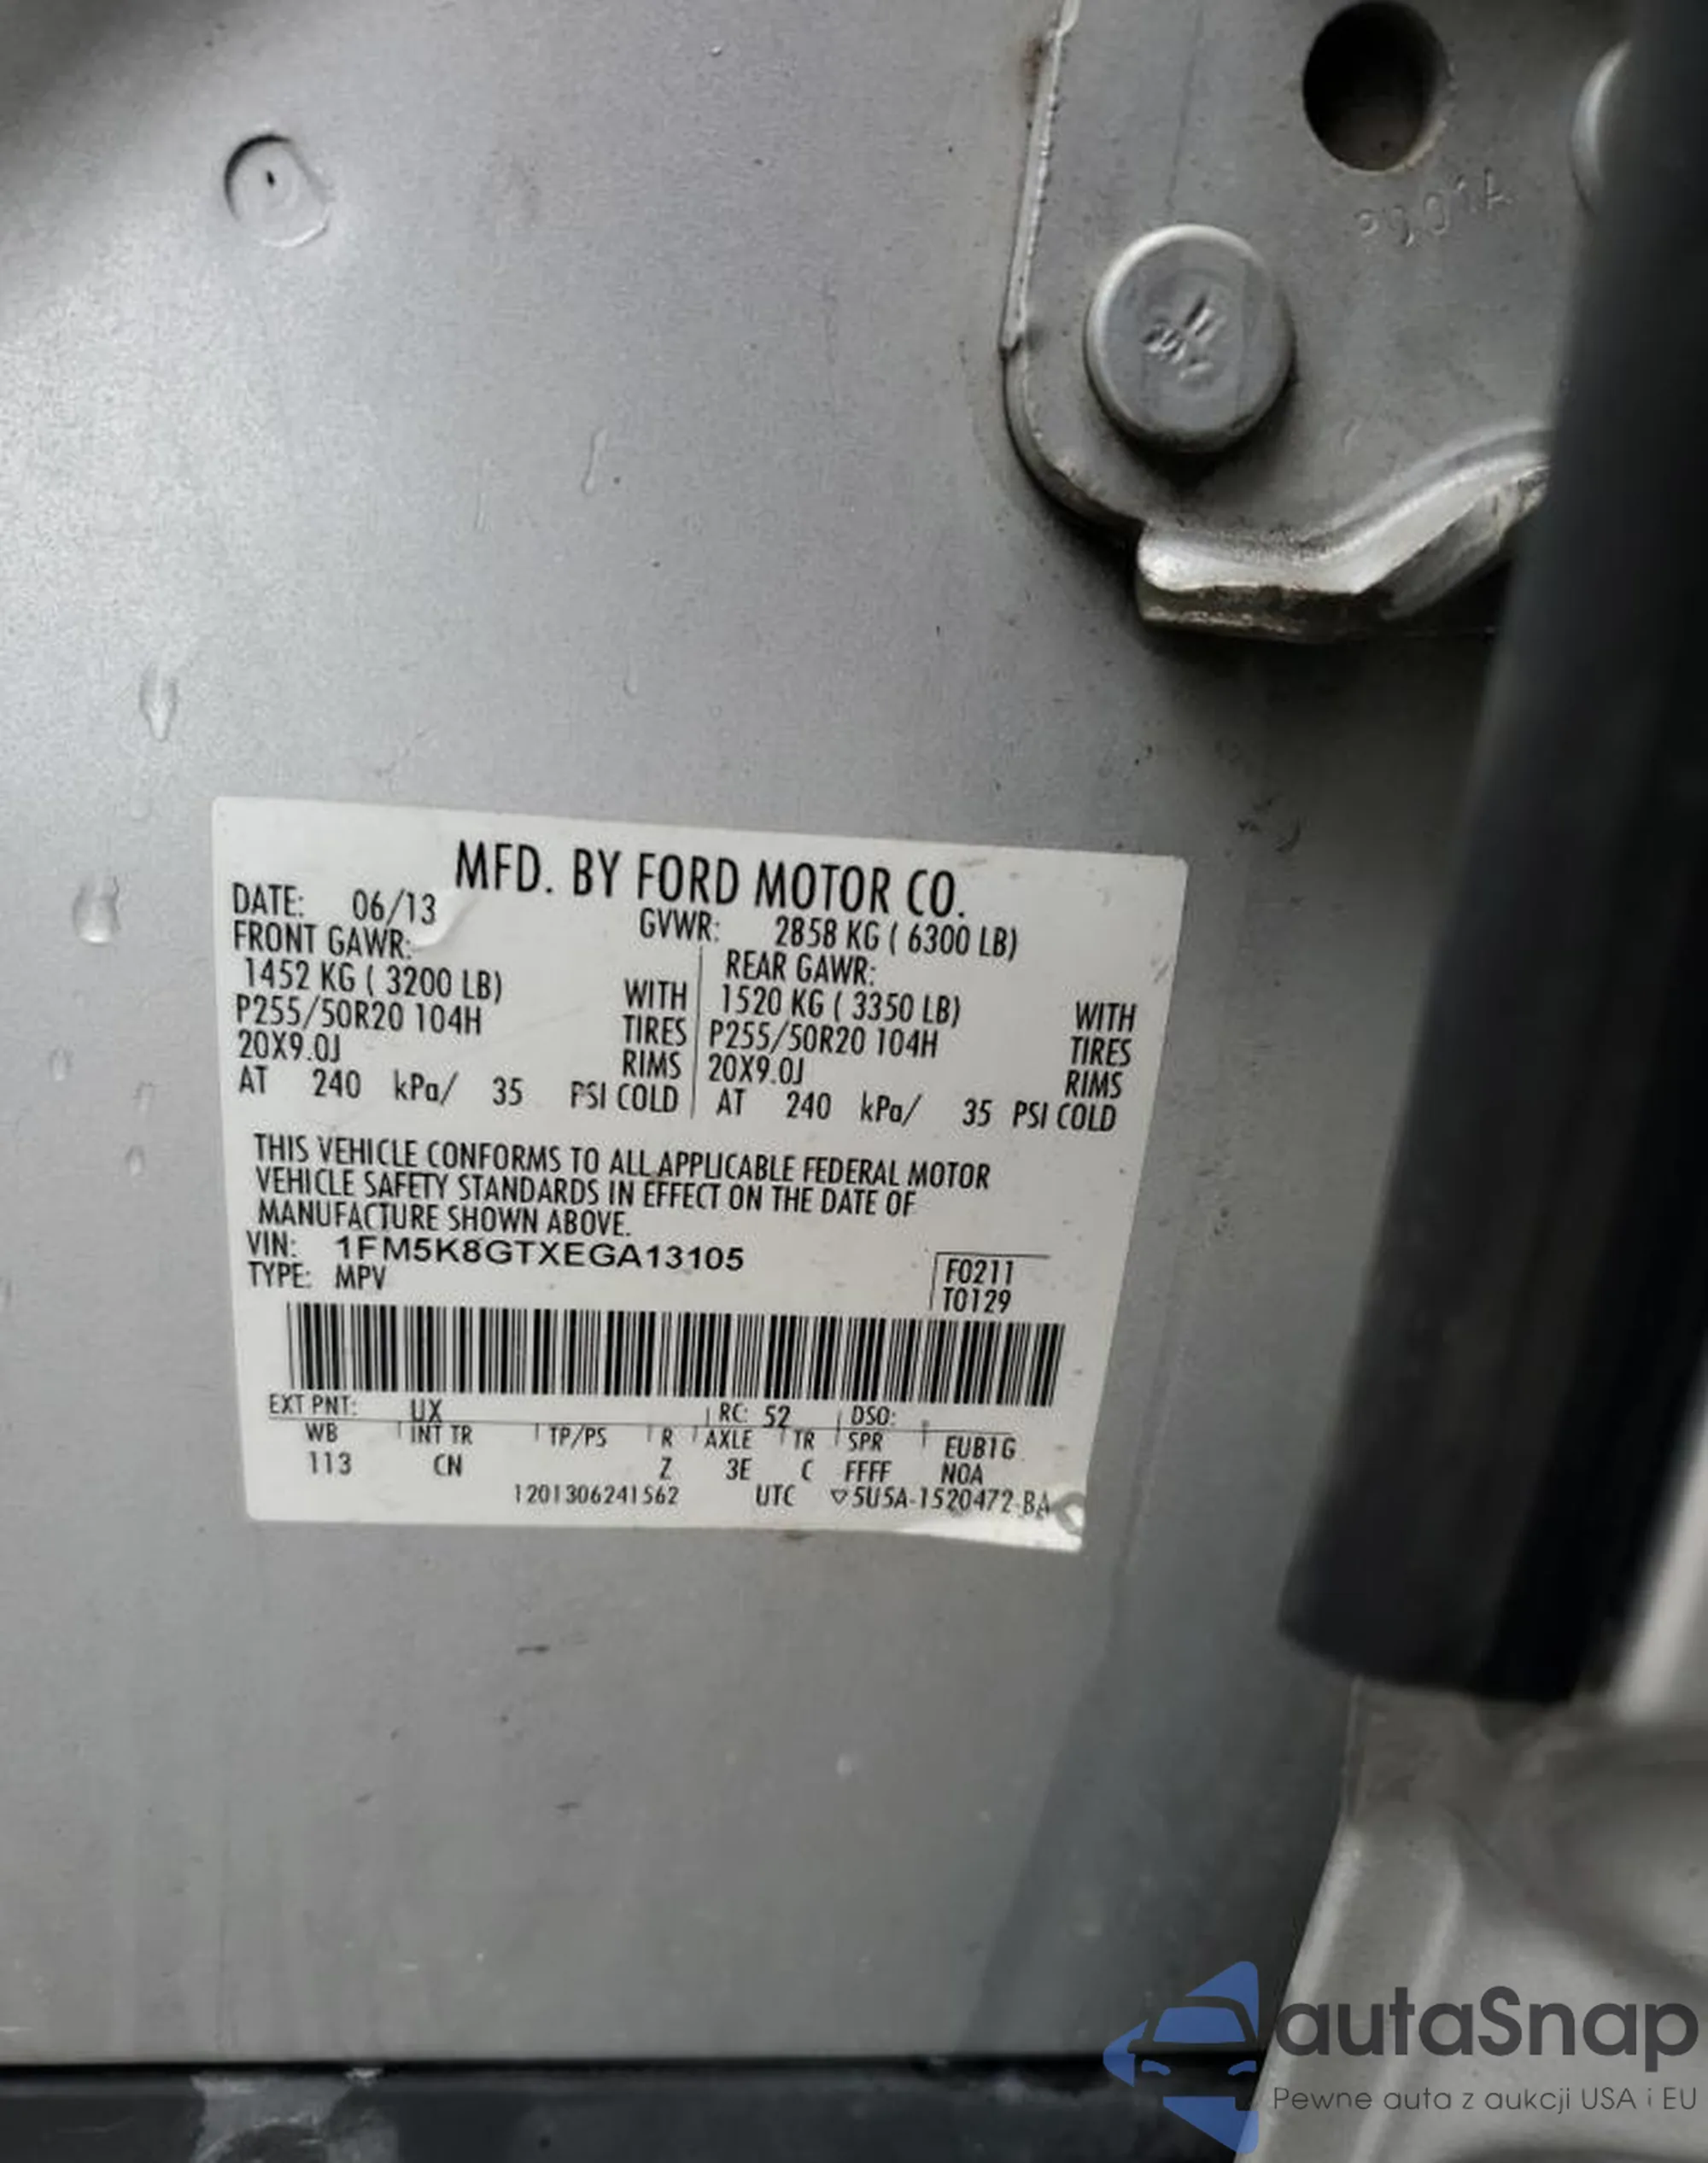 MFD. BY FORD MOTOR CO.
DATE: 06/13 GVWR: 2858 KG ( 6300 LB)
FRONT GAWR: REAR GAWR:
1452 KG ( 3200 LB) WITH 1520 KG ( 3350 LB) WITH
P255/50R20 104H TIRES P255/50R20 104H TIRES
20X9.0J RIMS 20X9.0J RIMS
AT 240 kPa/ 35 PSI COLD AT 240 kPa/ 35 PSI COLD
THIS VEHICLE CONFORMS TO ALL APPLICABLE FEDERAL MOTOR
VEHICLE SAFETY STANDARDS IN EFFECT ON THE DATE OF
MANUFACTURE SHOWN ABOVE.
VIN: 1FM5K8GTXEGA13105
TYPE: MPV
F0211
T0129
EXT PNT: UX RC: 52 DSO:
WB INT TR TP/PS R AXLE TR SPR EUB1G
113 CN Z 3E C FFFF NOA
1201306241562 UTC ▽5U5A-1520472-BA
autaSnap
Pewne auta z aukcji USA i EU